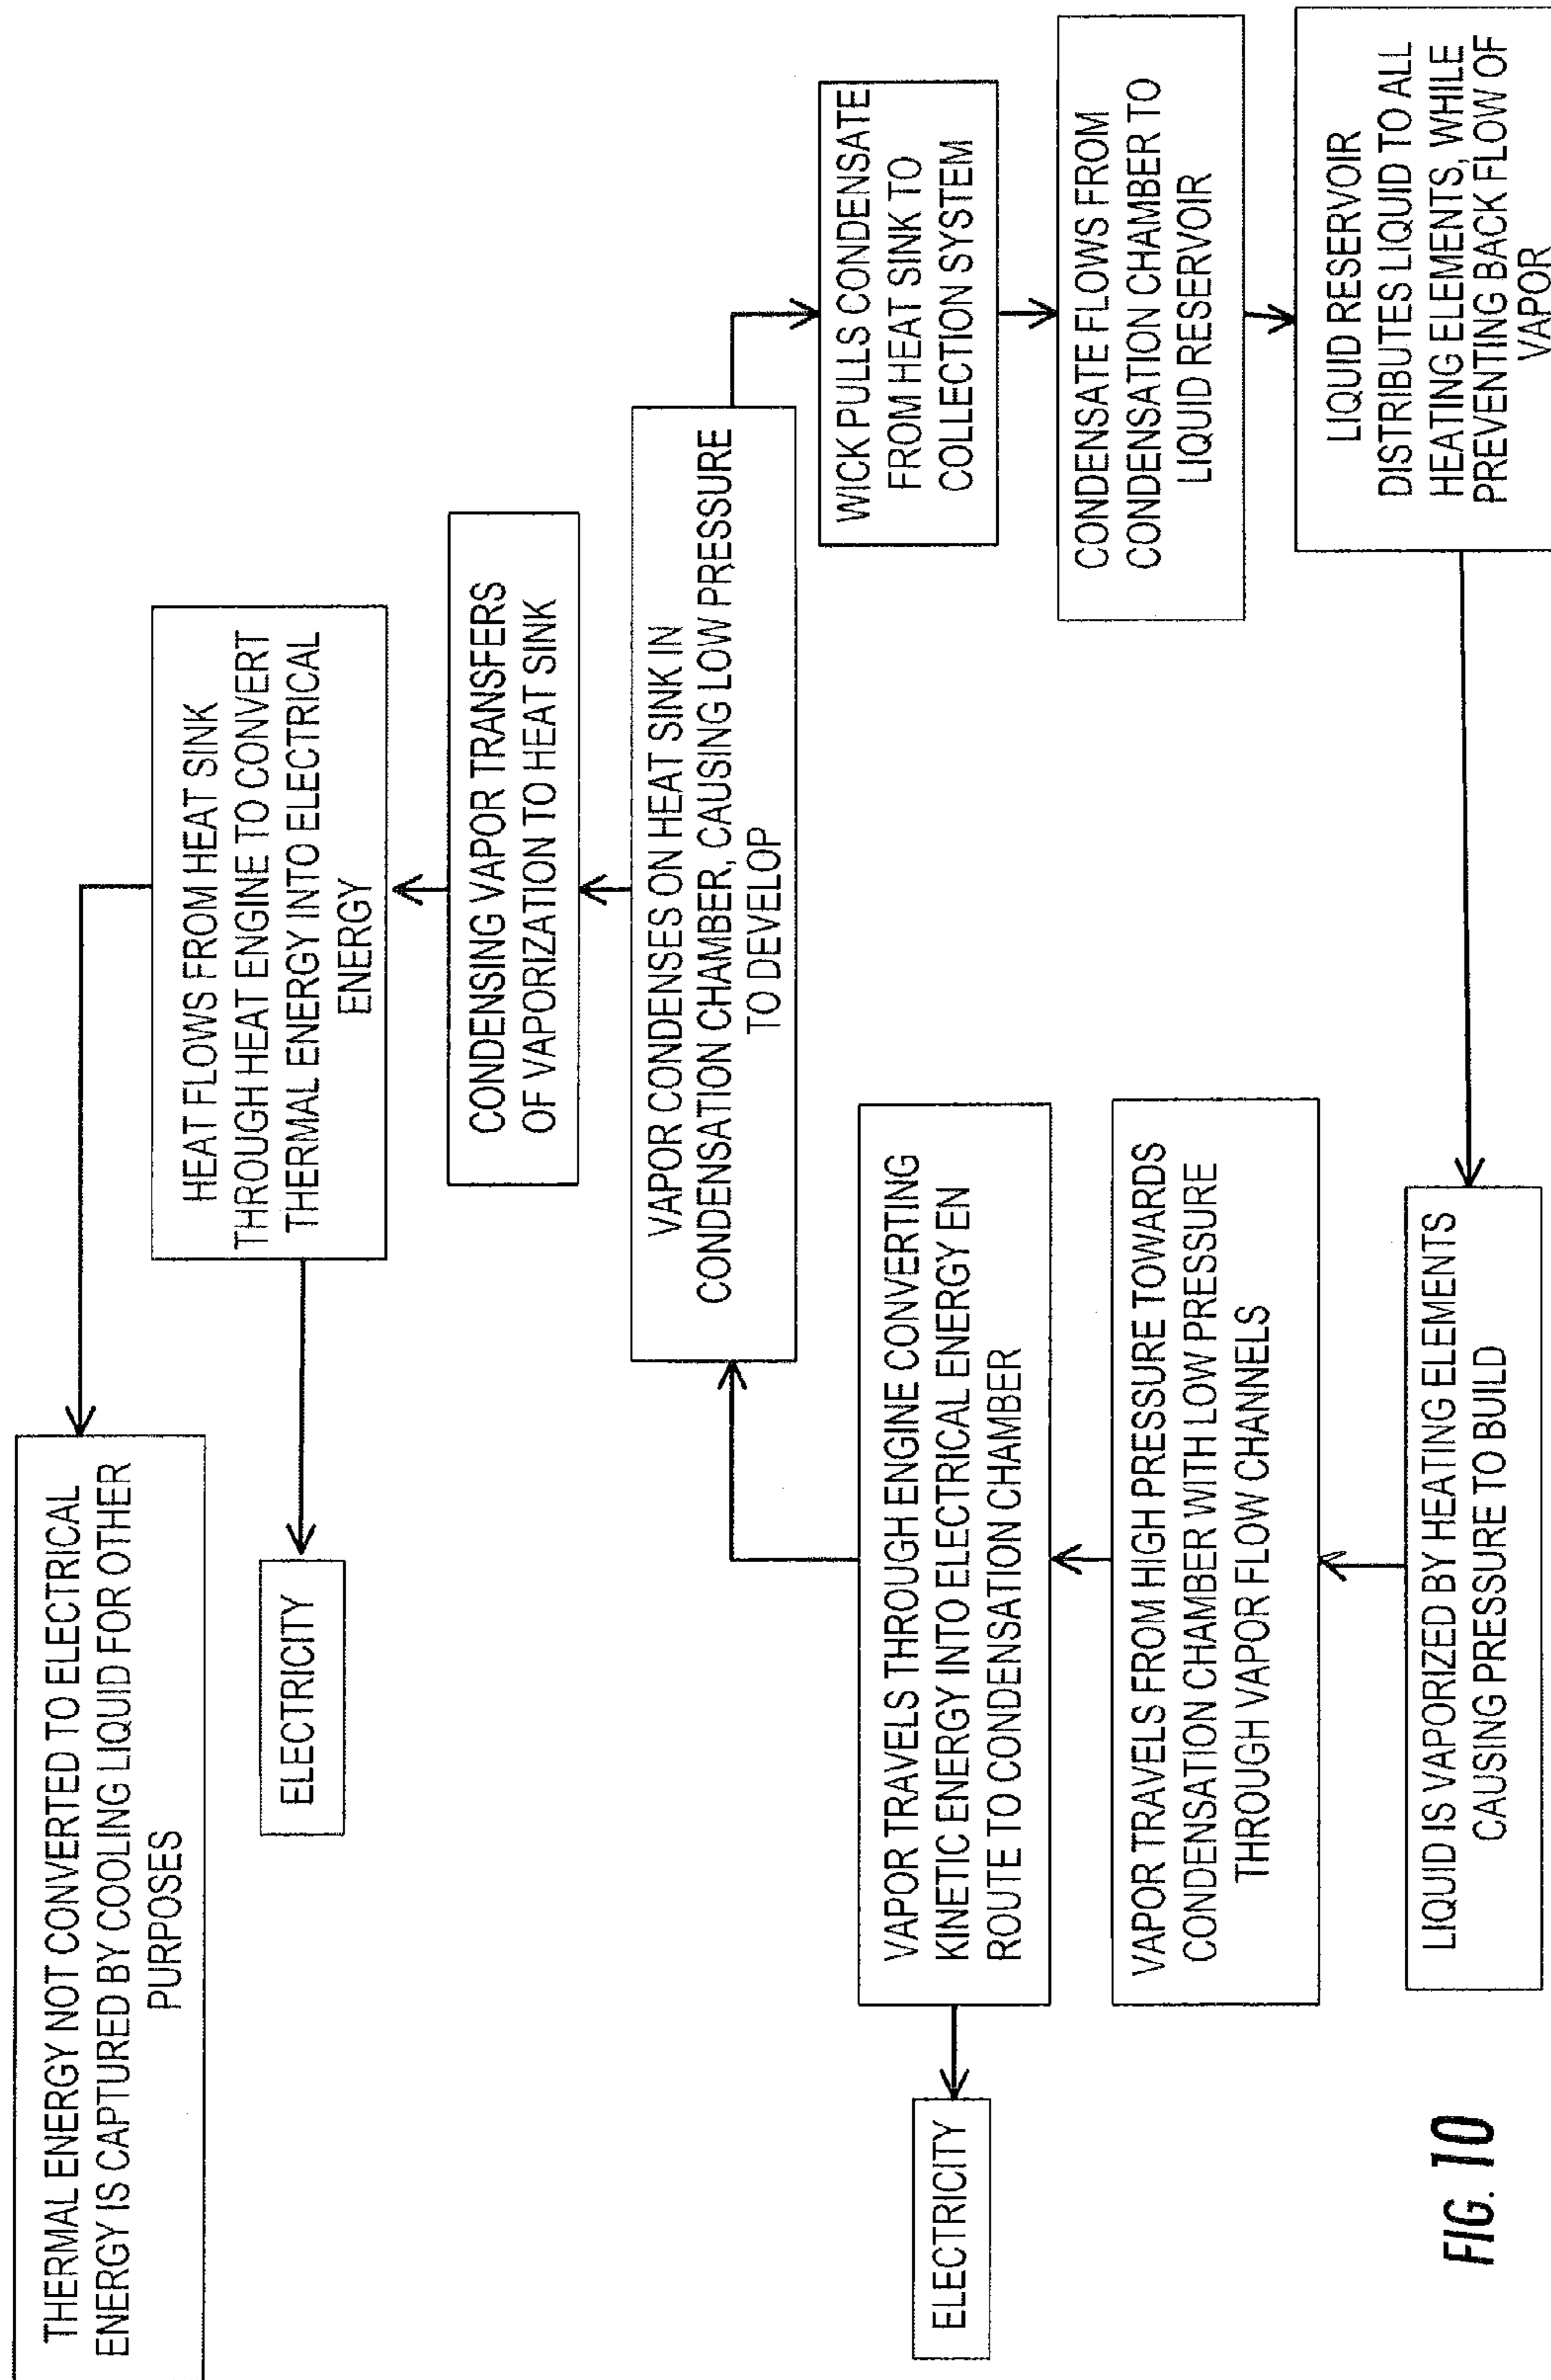 THERMAL ENERGY NOT CONVERTED TO ELECTRICAL
ENERGY IS CAPTURED BY COOLING LIQUID FOR OTHER
PURPOSES
HEAT FLOWS FROM HEAT SINK
THROUGH HEAT ENGINE TO CONVERT
THERMAL ENERGY INTO ELECTRICAL
ENERGY
ELECTRICITY
CONDENSING VAPOR TRANSFERS
OF VAPORIZATION TO HEAT SINK
VAPOR CONDENSES ON HEAT SINK IN
CONDENSATION CHAMBER, CAUSING LOW PRESSURE
TO DEVELOP
WICK PULLS CONDENSATE
FROM HEAT SINK TO
COLLECTION SYSTEM
CONDENSATE FLOWS FROM
CONDENSATION CHAMBER TO
LIQUID RESERVOIR
LIQUID RESERVOIR
DISTRIBUTES LIQUID TO ALL
HEATING ELEMENTS, WHILE
PREVENTING BACK FLOW OF
VAPOR
ELECTRICITY
VAPOR TRAVELS THROUGH ENGINE CONVERTING
KINETIC ENERGY INTO ELECTRICAL ENERGY EN
ROUTE TO CONDENSATION CHAMBER
VAPOR TRAVELS FROM HIGH PRESSURE TOWARDS
CONDENSATION CHAMBER WITH LOW PRESSURE
THROUGH VAPOR FLOW CHANNELS
LIQUID IS VAPORIZED BY HEATING ELEMENTS
CAUSING PRESSURE TO BUILD
FIG. 10